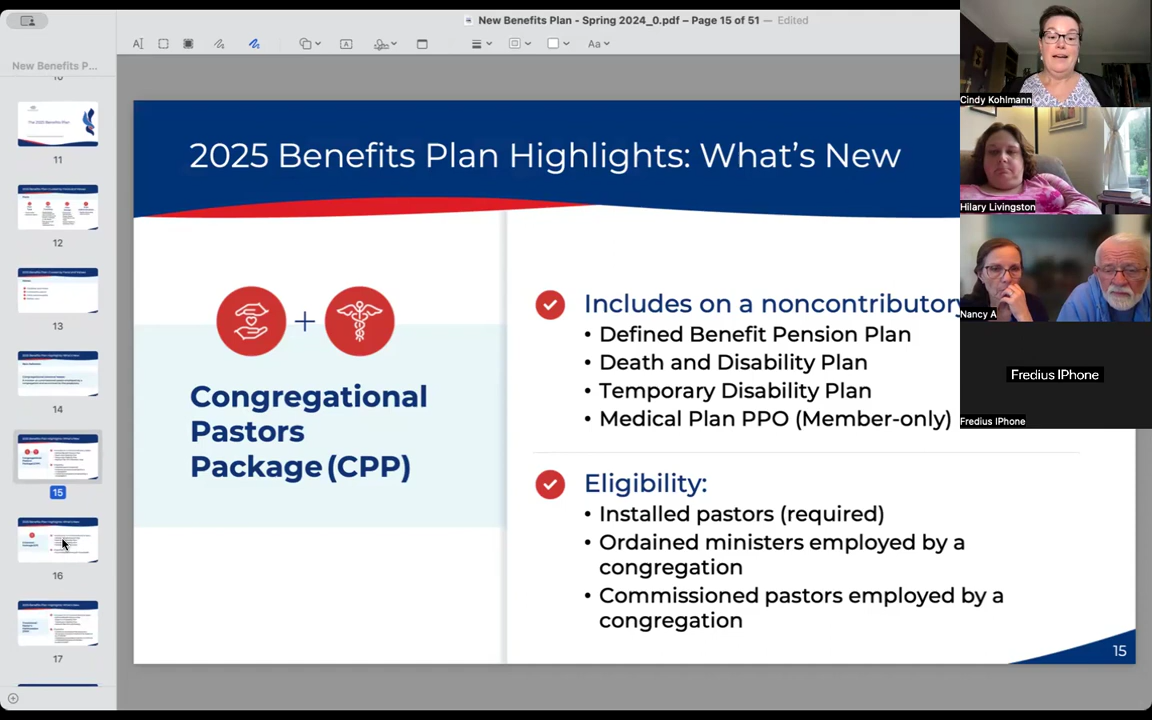 New Benefits Plan - Spring 2024_0.pdf – Page 15 of 51 — Edited
Aa
New Benefits P...
11
12
13
14
15
16
17
2025 Benefits Plan Highlights: What's New
Congregational
Pastors
Package (CPP)
Includes on a noncontributory
• Defined Benefit Pension Plan
• Death and Disability Plan
• Temporary Disability Plan
• Medical Plan PPO (Member-only)
Eligibility:
• Installed pastors (required)
• Ordained ministers employed by a
congregation
• Commissioned pastors employed by a
congregation
15
Cindy Kohlmann
Hilary Livingston
Nancy A
Fredius IPhone
Fredius IPhone